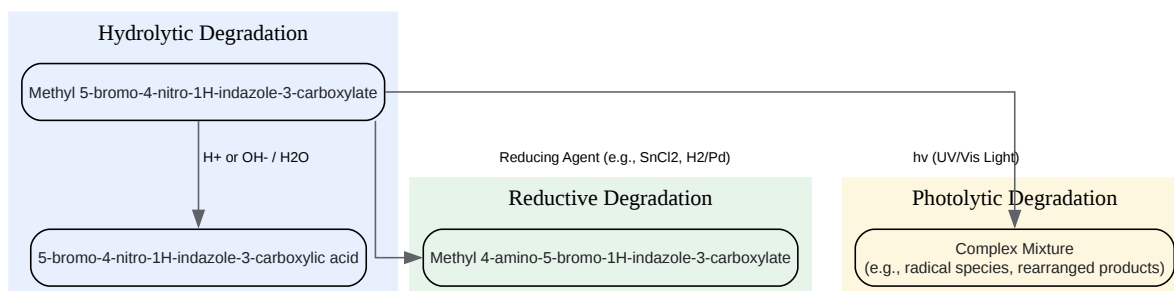 Hydrolytic Degradation
Methyl 5-bromo-4-nitro-1H-indazole-3-carboxylate
H+ or OH- / H2O
Reducing Agent (e.g., SnCl2, H2/Pd)
hv (UV/Vis Light)
Reductive Degradation
Photolytic Degradation
5-bromo-4-nitro-1H-indazole-3-carboxylic acid
Methyl 4-amino-5-bromo-1H-indazole-3-carboxylate
Complex Mixture
(e.g., radical species, rearranged products)